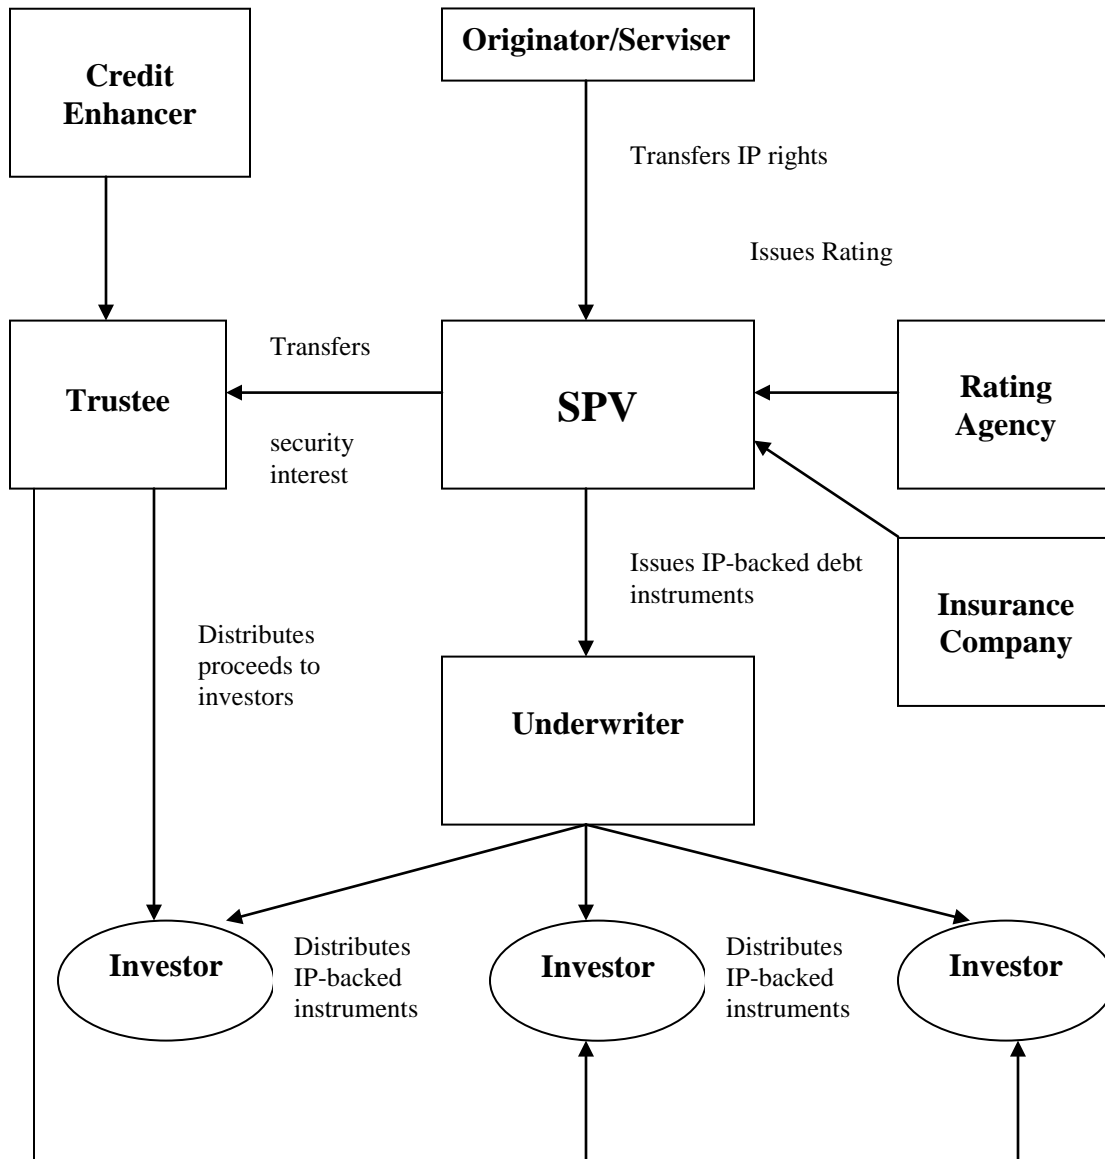 Originator/Serviser
Credit
Enhancer
Transfers IP rights
Issues Rating
Transfers
Trustee
SPV
Rating
Agency
security
interest
Issues IP-backed debt
instruments
Insurance
Company
Distributes
proceeds to
investors
Underwriter
Investor
Distributes
IP-backed
instruments
Investor
Distributes
IP-backed
instruments
Investor